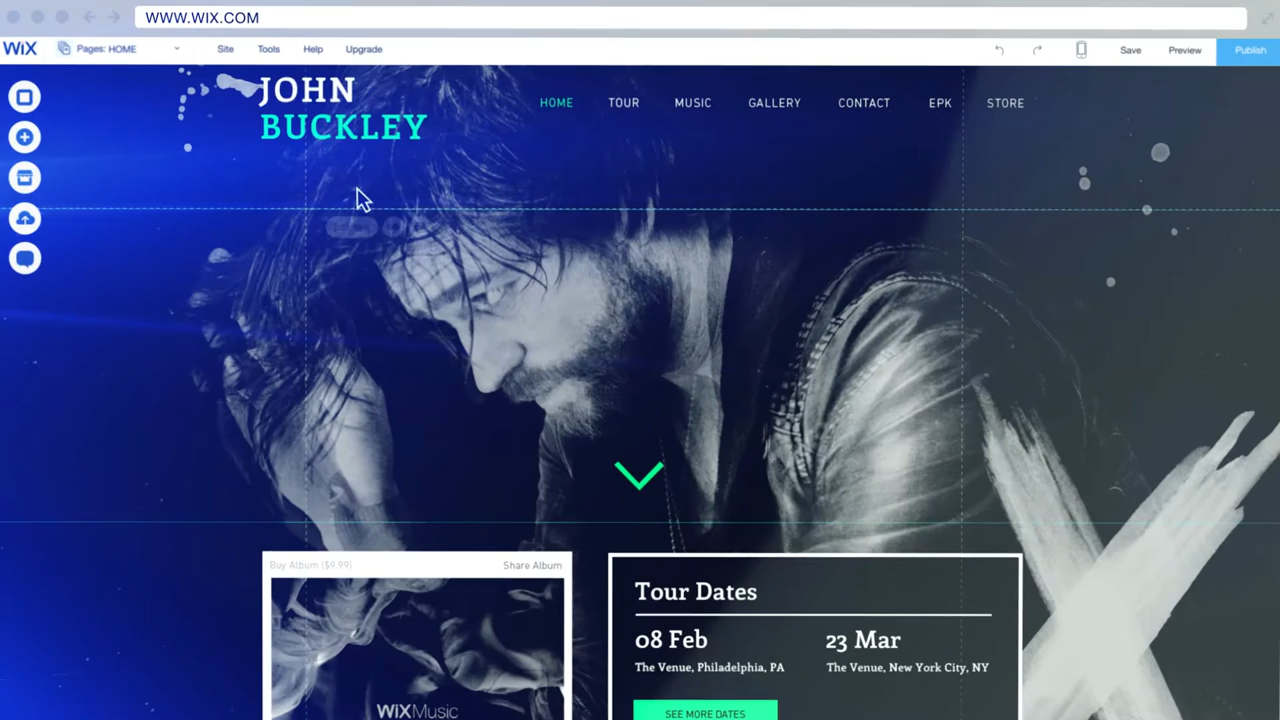 WWW.WIX.COM
WiX Pages: HOME Site Tools Help Upgrade Save Preview Publish
JOHN
BUCKLEY
HOME TOUR MUSIC GALLERY CONTACT EPK STORE
Buy Album ($9.99) Share Album
WiXMusic
Tour Dates
08 Feb 23 Mar
The Venue, Philadelphia, PA The Venue, New York City, NY
SEE MORE DATES